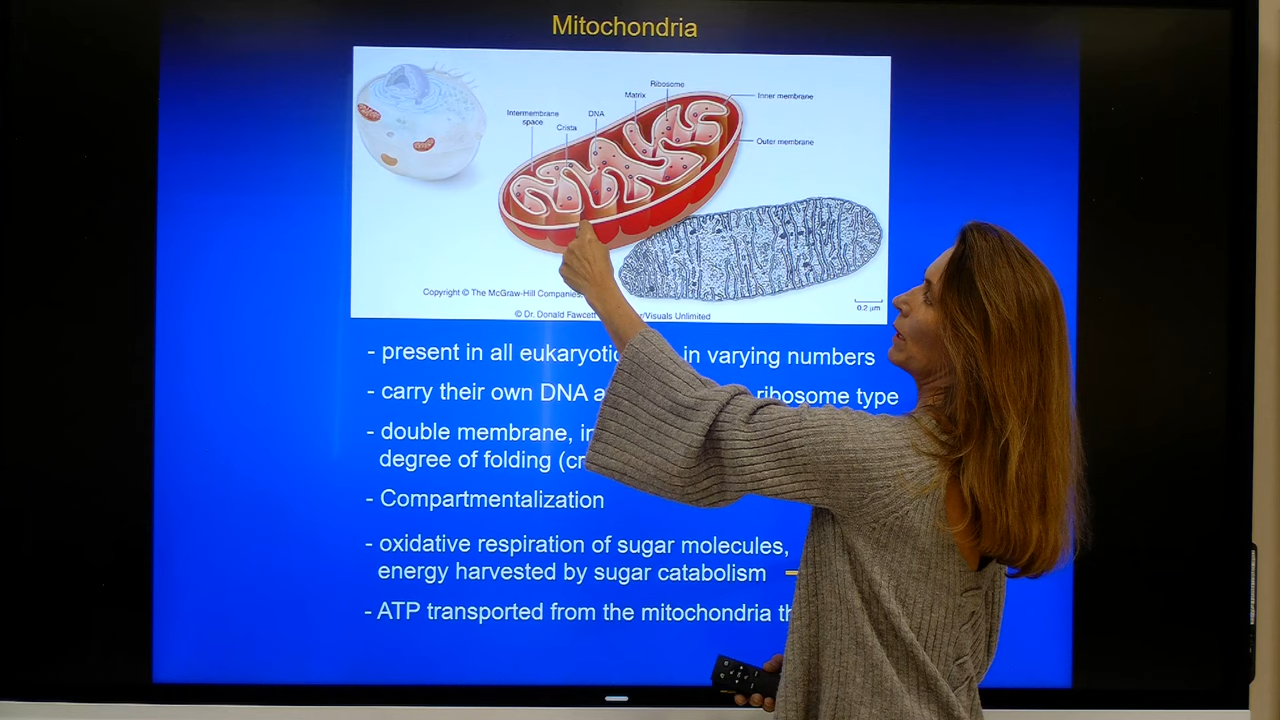 Mitochondria
Ribosome
Matrix
Inner membrane
Intermembrane
space
DNA
Crista
Outer membrane
Copyright © The McGraw-Hill Companies
0.2 µm
© Dr. Donald Fawcett /Visuals Unlimited
- present in all eukaryotic in varying numbers
- carry their own DNA ribosome type
- double membrane,
degree of folding
- Compartmentalization
- oxidative respiration of sugar molecules,
energy harvested by sugar catabolism
- ATP transported from the mitochondria